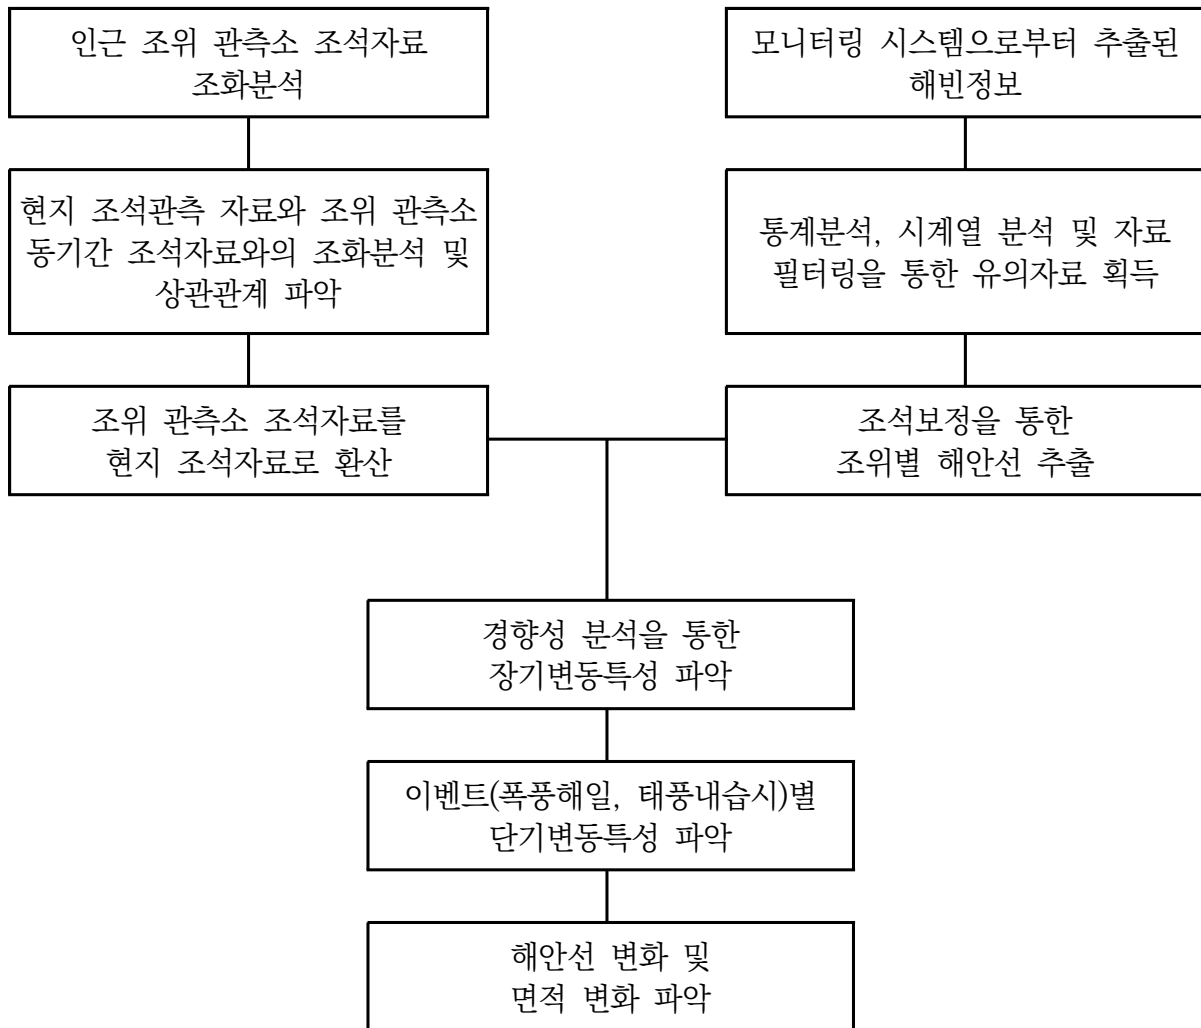 인근 조위 관측소 조석자료
조화분석
모니터링 시스템으로부터 추출된
해빈정보
현지 조석관측 자료와 조위 관측소
동기간 조석자료와의 조화분석 및
상관관계 파악
통계분석, 시계열 분석 및 자료
필터링을 통한 유의자료 획득
조위 관측소 조석자료를
현지 조석자료로 환산
조석보정을 통한
조위별 해안선 추출
경향성 분석을 통한
장기변동특성 파악
이벤트(폭풍해일, 태풍내습시)별
단기변동특성 파악
해안선 변화 및
면적 변화 파악